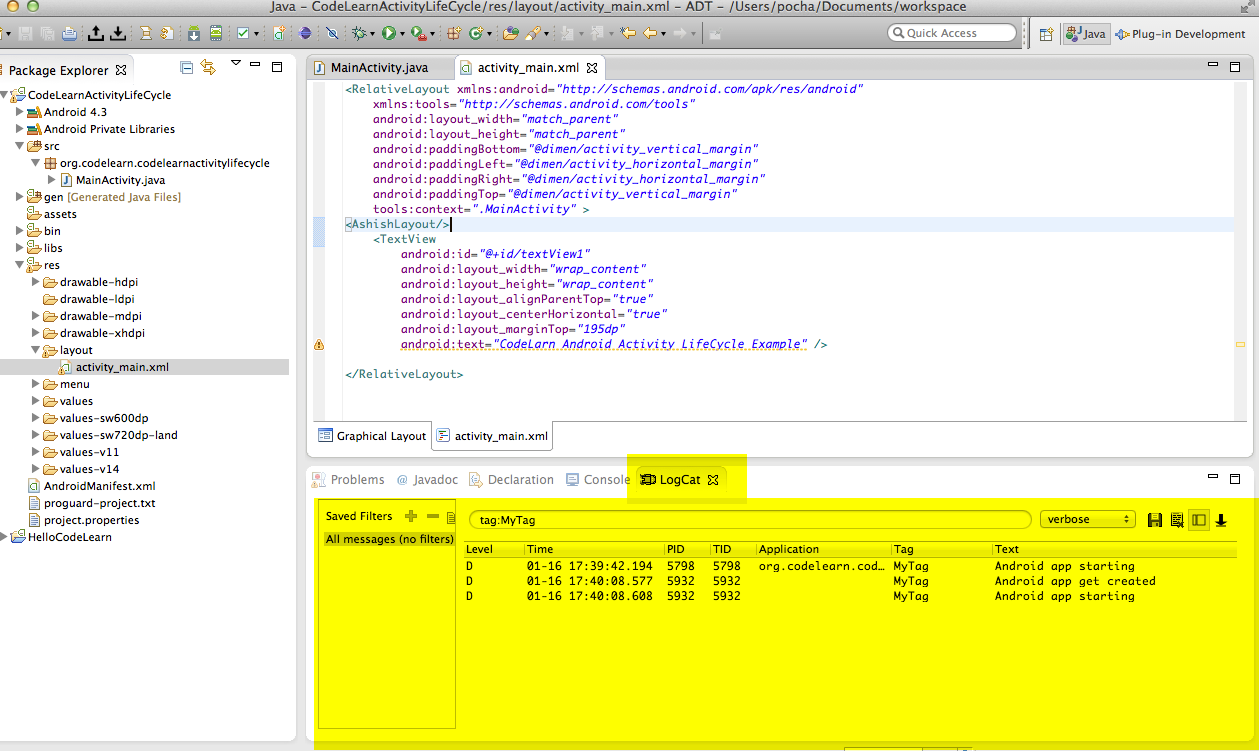 Java – CodeLearnActivityLifeCycle/res/layout/activity_main.xml – ADT – /Users/pocha/Documents/workspace
Quick Access
Java
Plug-in Development
Package Explorer
CodeLearnActivityLifeCycle
Android 4.3
Android Private Libraries
src
org.codelearn.codelearnactivitylifecycle
MainActivity.java
gen [Generated Java Files]
assets
bin
libs
res
drawable-hdpi
drawable-ldpi
drawable-mdpi
drawable-xhdpi
layout
activity_main.xml
menu
values
values-sw600dp
values-sw720dp-land
values-v11
values-v14
AndroidManifest.xml
proguard-project.txt
project.properties
HelloCodeLearn
MainActivity.java
activity_main.xml
<RelativeLayout xmlns:android="http://schemas.android.com/apk/res/android"
xmlns:tools="http://schemas.android.com/tools"
android:layout_width="match_parent"
android:layout_height="match_parent"
android:paddingBottom="@dimen/activity_vertical_margin"
android:paddingLeft="@dimen/activity_horizontal_margin"
android:paddingRight="@dimen/activity_horizontal_margin"
android:paddingTop="@dimen/activity_vertical_margin"
tools:context=".MainActivity" >
<AshishLayout/>
<TextView
android:id="@+id/textView1"
android:layout_width="wrap_content"
android:layout_height="wrap_content"
android:layout_alignParentTop="true"
android:layout_centerHorizontal="true"
android:layout_marginTop="195dp"
android:text="CodeLearn Android Activity LifeCycle Example" />
</RelativeLayout>
Graphical Layout
activity_main.xml
Problems
@ Javadoc
Declaration
Console
LogCat
Saved Filters
All messages (no filters)
tag:MyTag
verbose
Level Time PID TID Application Tag Text
D 01-16 17:39:42.194 5798 5798 org.codelearn.cod… MyTag Android app starting
D 01-16 17:40:08.577 5932 5932 MyTag Android app get created
D 01-16 17:40:08.608 5932 5932 MyTag Android app starting